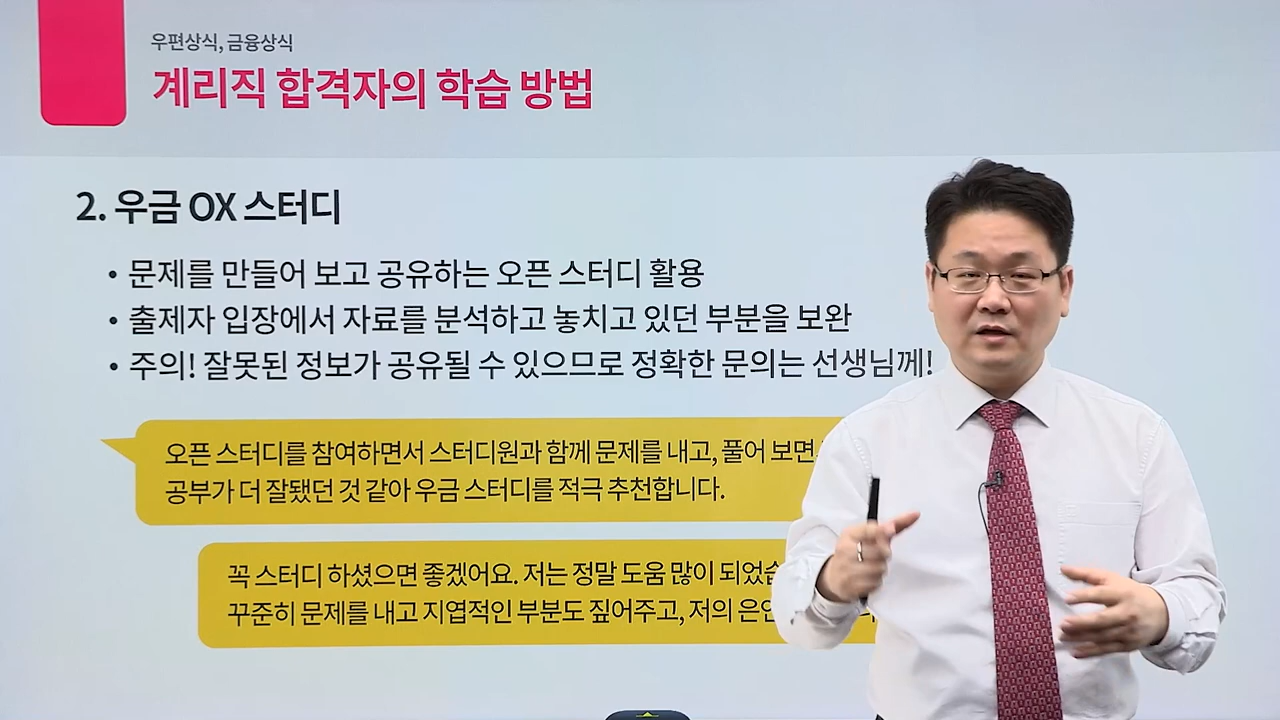 우편상식, 금융상식
계리직 합격자의 학습 방법
2. 우금 OX 스터디
• 문제를 만들어 보고 공유하는 오픈 스터디 활용
• 출제자 입장에서 자료를 분석하고 놓치고 있던 부분을 보완
• 주의! 잘못된 정보가 공유될 수 있으므로 정확한 문의는 선생님께!
오픈 스터디를 참여하면서 스터디원과 함께 문제를 내고, 풀어 보면
공부가 더 잘됐던 것 같아 우금 스터디를 적극 추천합니다.
꼭 스터디 하셨으면 좋겠어요. 저는 정말 도움 많이
꾸준히 문제를 내고 지엽적인 부분도 짚어주고, 저의